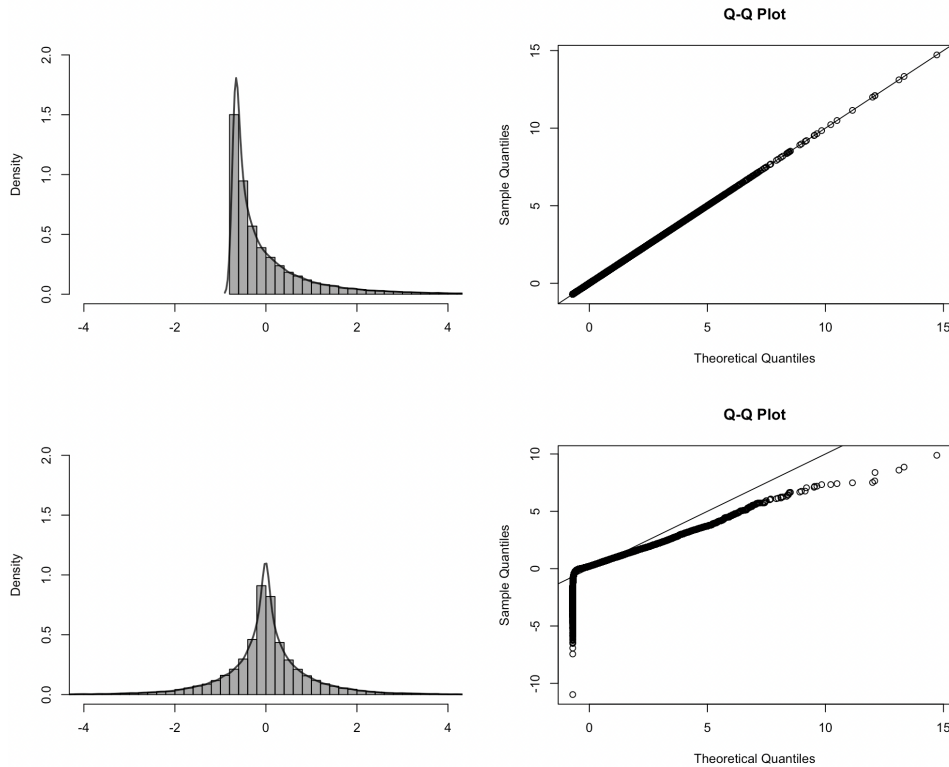 Density
0.0 0.5 1.0 1.5 2.0
-4 -2 0 2 4
Q-Q Plot
Sample Quantiles
0 5 10 15
0 5 10 15
Theoretical Quantiles
Density
0.0 0.5 1.0 1.5 2.0
-4 -2 0 2 4
Q-Q Plot
Sample Quantiles
-10 -5 0 5 10
0 5 10 15
Theoretical Quantiles